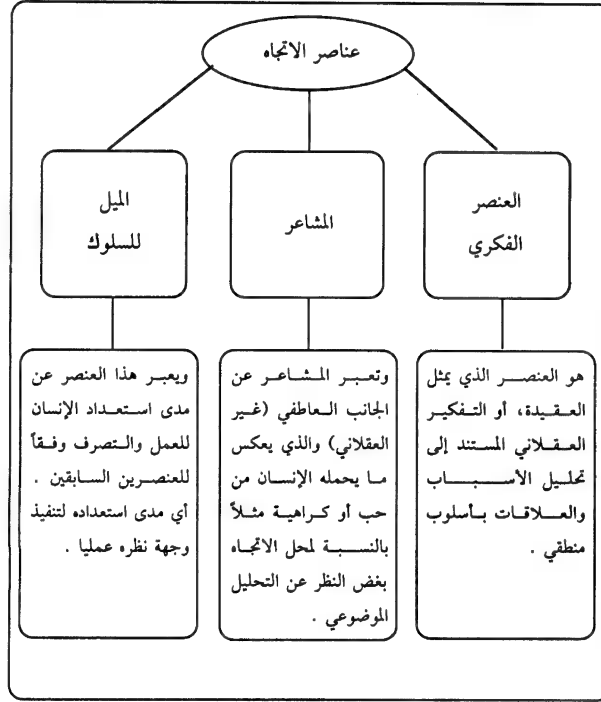 عناصر الاتجاه
العنصر
الفكري
المشاعر
الميل
للسلوك
هو العنصر الذي يمثل
العقيدة، أو التفكير
العقلاني المستند إلى
تحليل الأسباب
والعلاقات بأسلوب
منطقي .
وتعبر المشاعر عن
الجانب العاطفي (غير
العقلاني) والذي يعكس
ما يحمله الإنسان من
حب أو كراهية مثلاً
بالنسبة لمحل الاتجاه
بغض النظر عن التحليل
الموضوعي .
ويعبر هذا العنصر عن
مدى استعداد الإنسان
للعمل والتصرف وفقاً
للعنصرين السابقين .
أي مدى استعداده لتنفيذ
وجهة نظره عمليا .